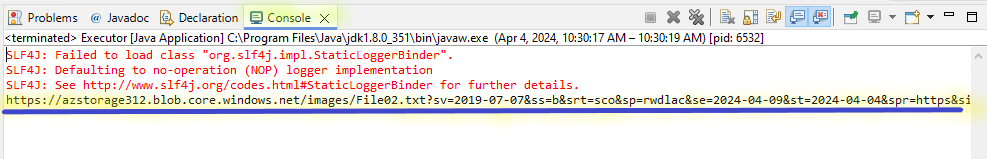 Problems Javadoc Declaration Console
<terminated> Executor [Java Application] C:\Program Files\Java\jdk1.8.0_351\bin\javaw.exe (Apr 4, 2024, 10:30:17 AM – 10:30:19 AM) [pid: 6532]
SLF4J: Failed to load class "org.slf4j.impl.StaticLoggerBinder".
SLF4J: Defaulting to no-operation (NOP) logger implementation
SLF4J: See http://www.slf4j.org/codes.html#StaticLoggerBinder for further details.
https://azstorage312.blob.core.windows.net/images/File02.txt?sv=2019-07-07&ss=b&srt=sco&sp=rwdlac&se=2024-04-09&st=2024-04-04&spr=https&si